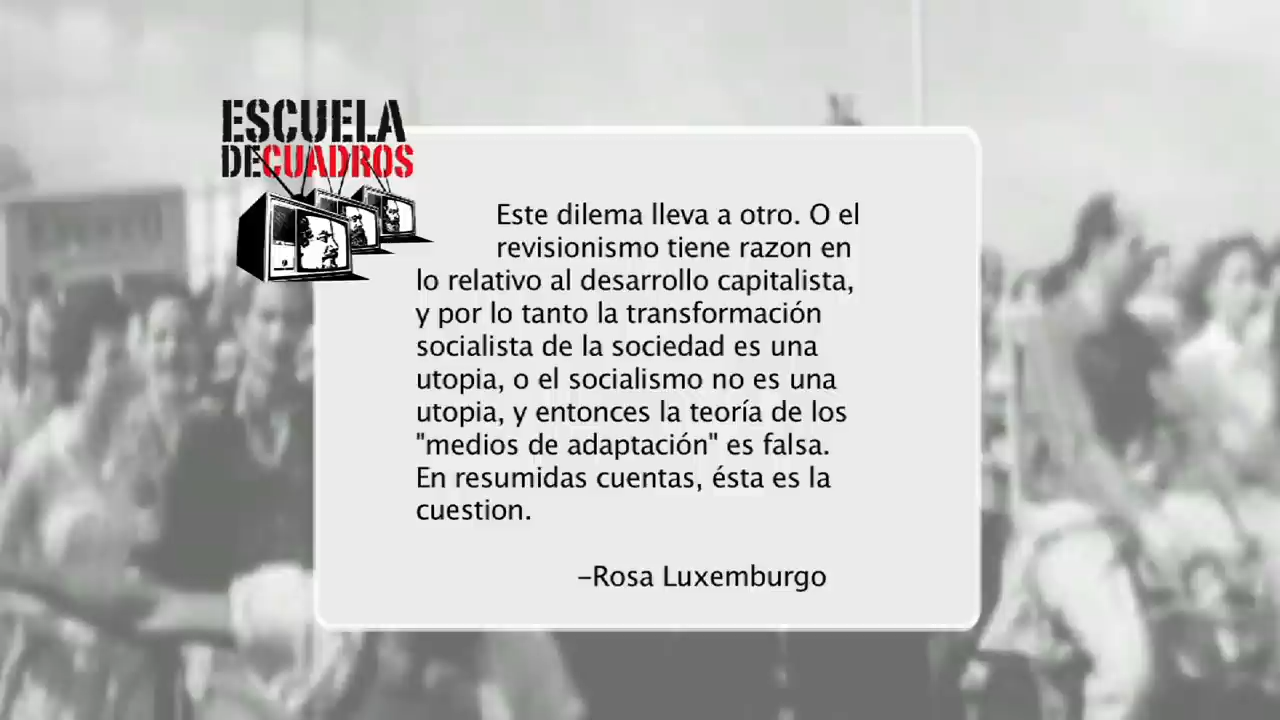 ESCUELA
DECUADROS
Este dilema lleva a otro. O el
revisionismo tiene razon en
lo relativo al desarrollo capitalista,
y por lo tanto la transformación
socialista de la sociedad es una
utopia, o el socialismo no es una
utopia, y entonces la teoría de los
"medios de adaptación" es falsa.
En resumidas cuentas, ésta es la
cuestion.
–Rosa Luxemburgo